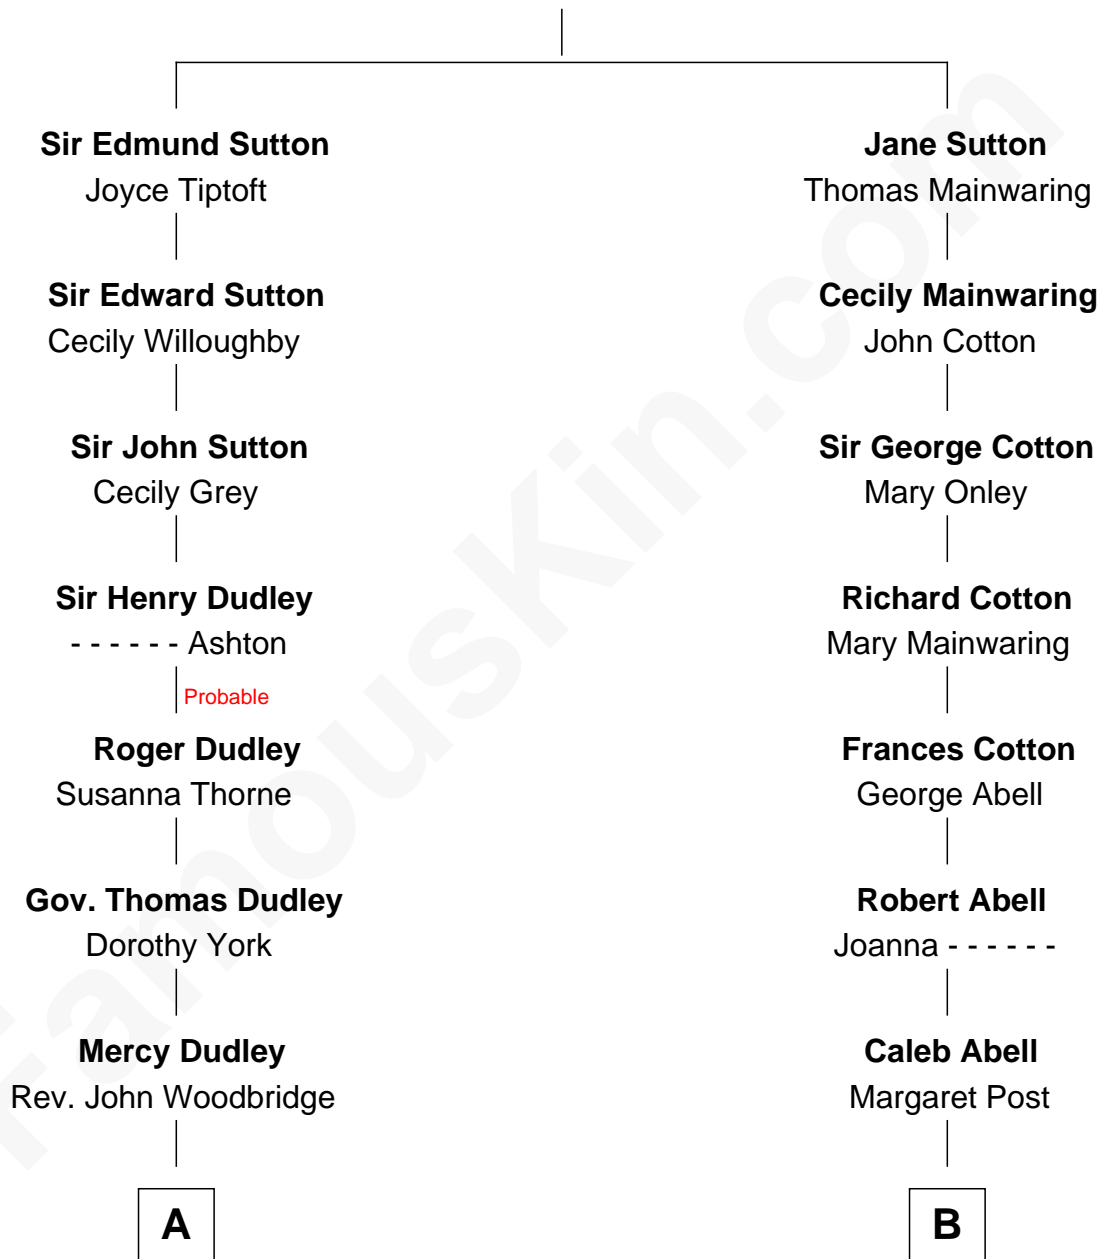 Sir Edmund Sutton
Joyce Tiptoft
Jane Sutton
Thomas Mainwaring
Sir Edward Sutton
Cecily Willoughby
Cecily Mainwaring
John Cotton
Sir John Sutton
Cecily Grey
Sir George Cotton
Mary Onley
Sir Henry Dudley
- - - - - - Ashton
Richard Cotton
Mary Mainwaring
Probable
Roger Dudley
Susanna Thorne
Frances Cotton
George Abell
Gov. Thomas Dudley
Dorothy York
Robert Abell
Joanna - - - - - -
Mercy Dudley
Rev. John Woodbridge
Caleb Abell
Margaret Post
A
B
FamousKin.com